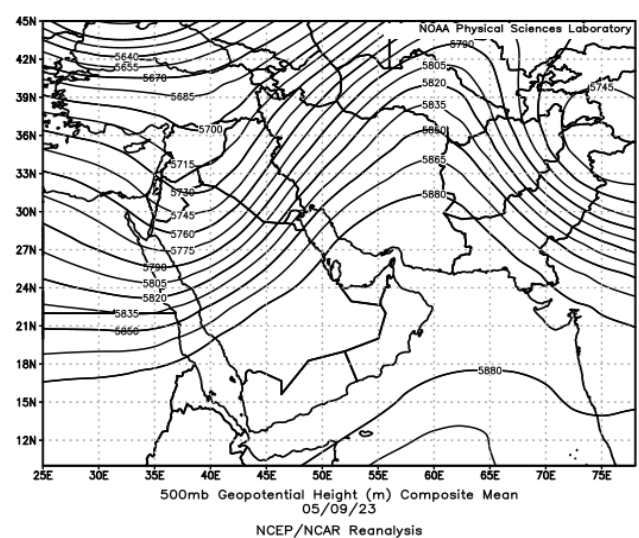 45N
NOAA Physical Sciences Laboratory
42N
5640
5790
5655
5805
5670
5820
5745
39N
5685
5835
36N
5700
5850
33N
5715
5865
5730
5880
30N
5745
5760
27N
5775
5790
24N
5805
5820
21N
5835
5850
18N
5880
15N
12N
25E 30E 35E 40E 45E 50E 55E 60E 65E 70E 75E
500mb Geopotential Height (m) Composite Mean
05/09/23
NCEP/NCAR Reanalysis